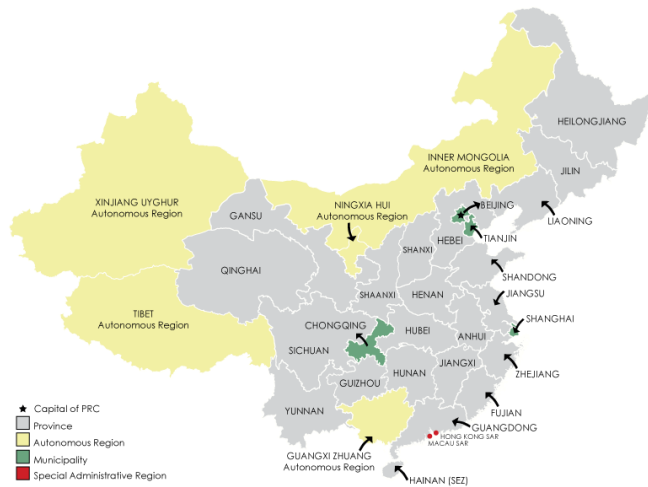 HEILONGJIANG
JILIN
INNER MONGOLIA
Autonomous Region
XINJIANG UYGHUR
Autonomous Region
NINGXIA HUI
Autonomous Region
GANSU
BEIJING
LIAONING
HEBEI
TIANJIN
SHANXI
QINGHAI
SHANDONG
SHAANXI
HENAN
JIANGSU
TIBET
Autonomous Region
SHANGHAI
CHONGQING
HUBEI
ANHUI
SICHUAN
JIANGXI
HUNAN
ZHEJIANG
GUIZHOU
YUNNAN
FUJIAN
GUANGDONG
HONG KONG SAR
MACAU SAR
GUANGXI ZHUANG
Autonomous Region
HAINAN (SEZ)
Capital of PRC
Province
Autonomous Region
Municipality
Special Administrative Region